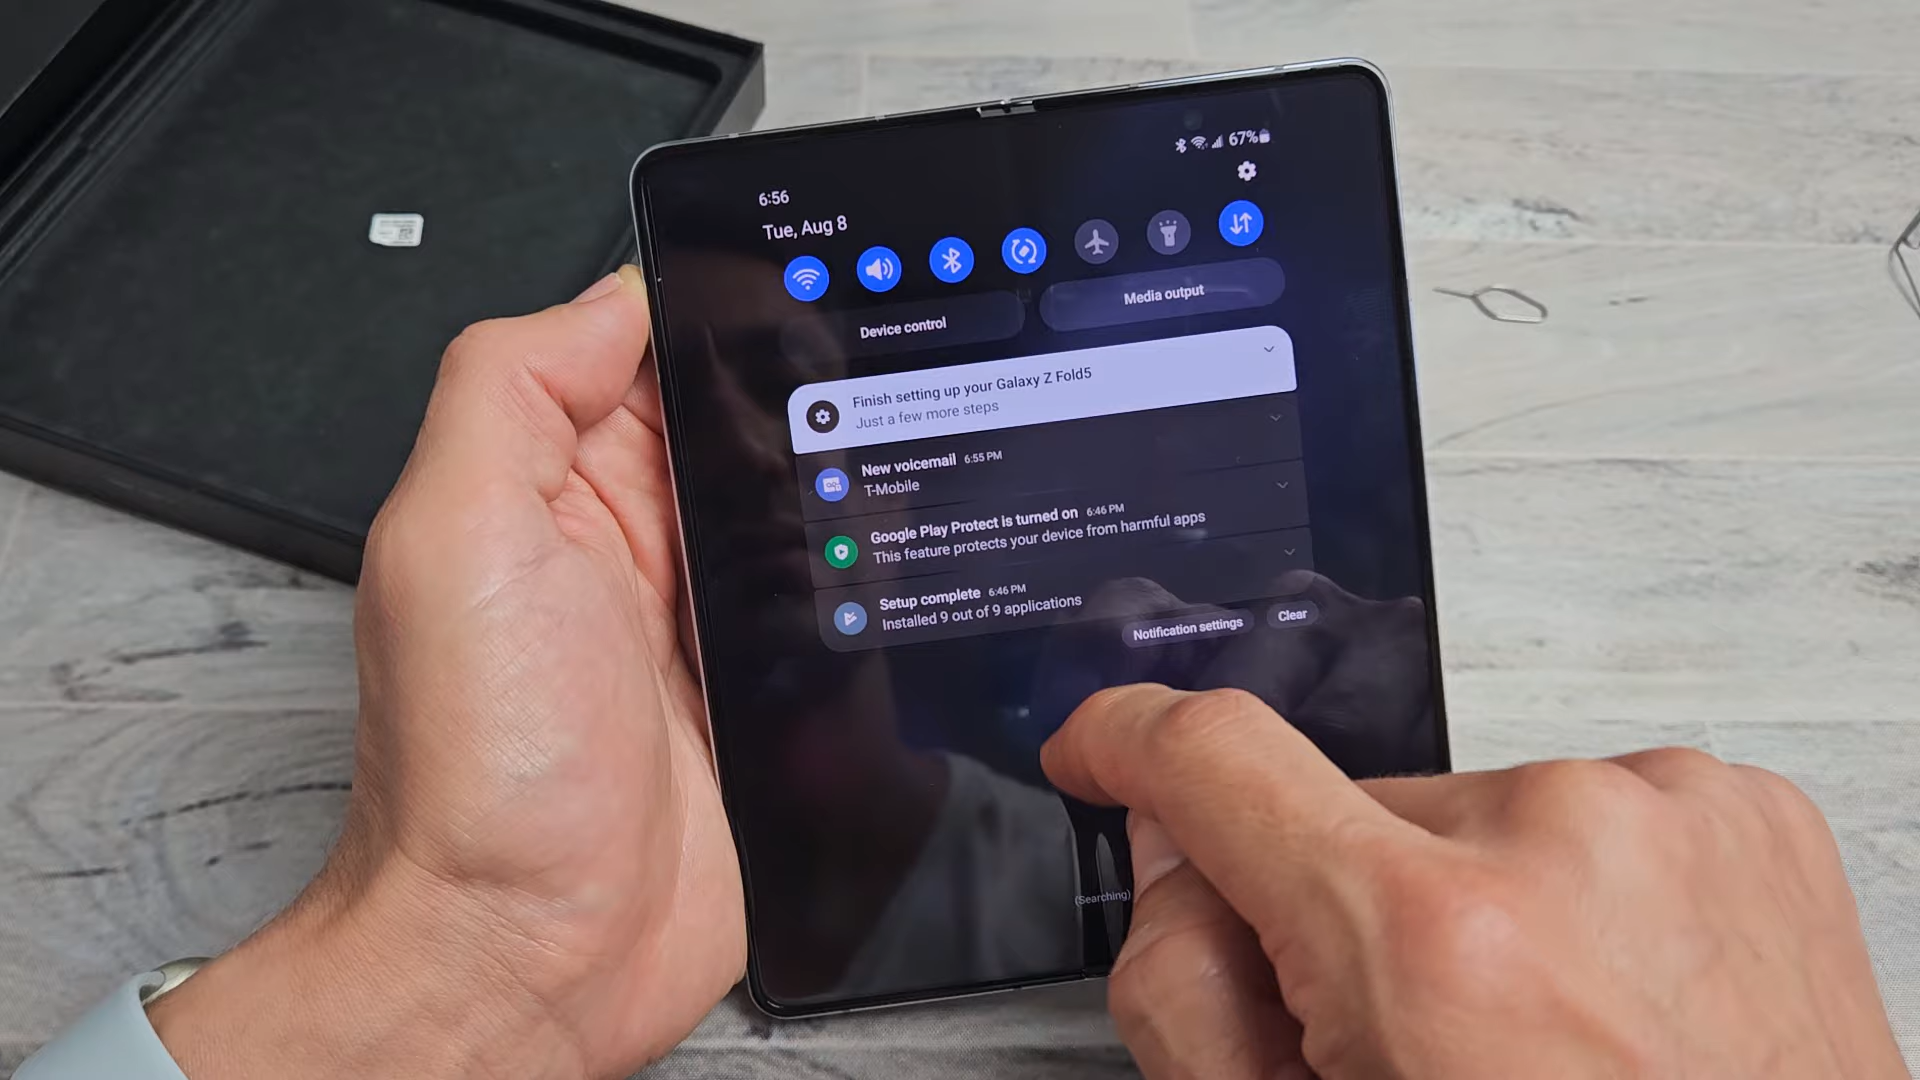 67%
6:56
Tue, Aug 8
Device control
Media output
Finish setting up your Galaxy Z Fold5
Just a few more steps
New voicemail 6:55 PM
T-Mobile
Google Play Protect is turned on 6:46 PM
This feature protects your device from harmful apps
Setup complete 6:46 PM
Installed 9 out of 9 applications
Notification settings
Clear
(Searching)